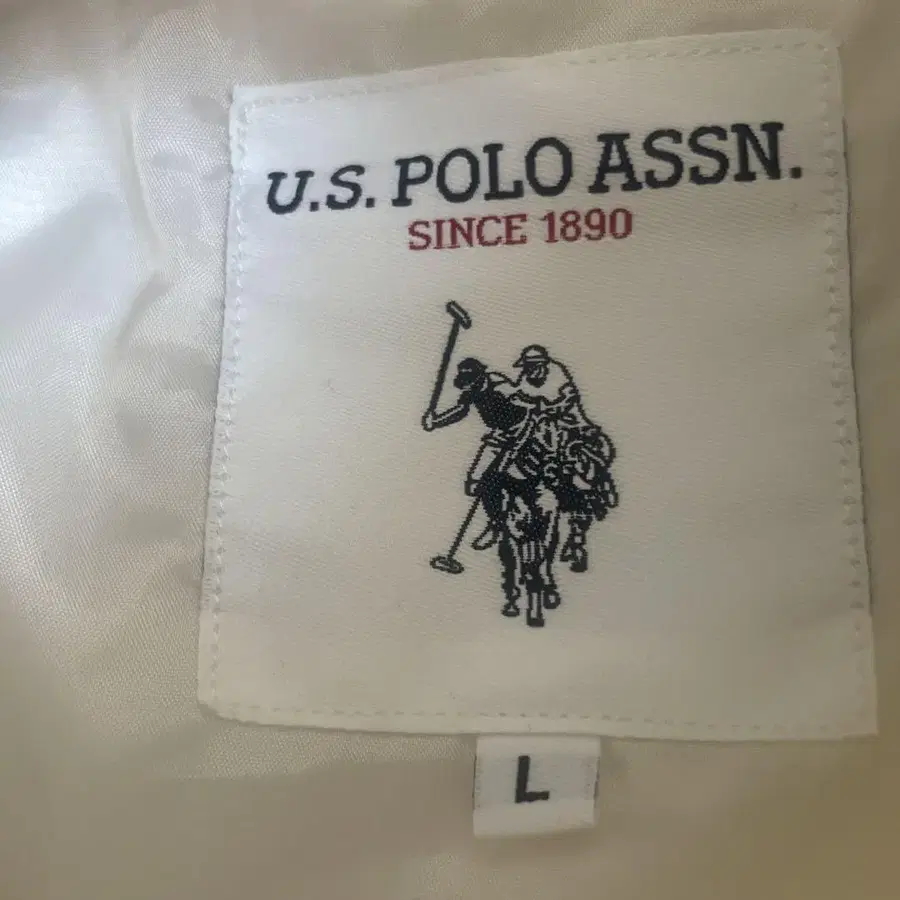 U.S. POLO ASSN.
SINCE 1890
L